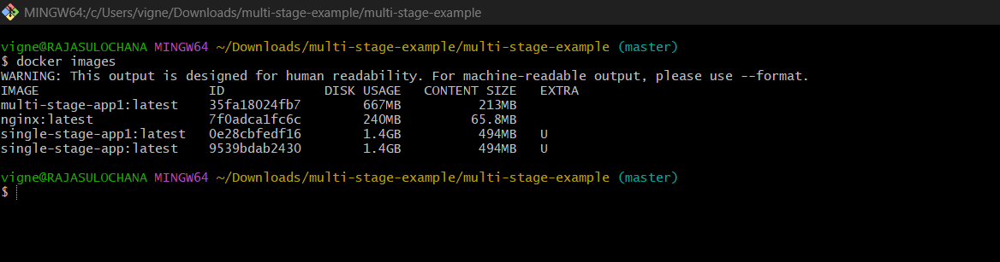 MINGW64:/c/Users/vigne/Downloads/multi-stage-example/multi-stage-example
vigne@RAJASULOCHANA MINGW64 ~/Downloads/multi-stage-example/multi-stage-example (master)
$ docker images
WARNING: This output is designed for human readability. For machine-readable output, please use --format.
IMAGE ID DISK USAGE CONTENT SIZE EXTRA
multi-stage-app1:latest 35fa18024fb7 667MB 213MB
nginx:latest 7f0adca1fc6c 240MB 65.8MB
single-stage-app1:latest 0e28cbfedf16 1.4GB 494MB U
single-stage-app:latest 9539bdab2430 1.4GB 494MB U
vigne@RAJASULOCHANA MINGW64 ~/Downloads/multi-stage-example/multi-stage-example (master)
$